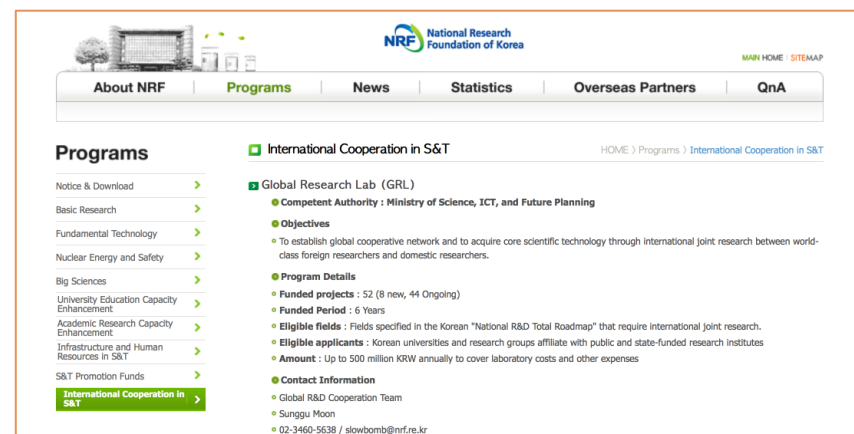 NRF National Research
Foundation of Korea
MAIN HOME | SITEMAP
About NRF Programs News Statistics Overseas Partners QnA
Programs
Notice & Download
Basic Research
Fundamental Technology
Nuclear Energy and Safety
Big Sciences
University Education Capacity
Enhancement
Academic Research Capacity
Enhancement
Infrastructure and Human
Resources in S&T
S&T Promotion Funds
International Cooperation in
S&T
International Cooperation in S&T
HOME > Programs > International Cooperation in S&T
Global Research Lab (GRL)
Competent Authority : Ministry of Science, ICT, and Future Planning
Objectives
To establish global cooperative network and to acquire core scientific technology through international joint research between world-
class foreign researchers and domestic researchers.
Program Details
Funded projects : 52 (8 new, 44 Ongoing)
Funded Period : 6 Years
Eligible fields : Fields specified in the Korean "National R&D Total Roadmap" that require international joint research.
Eligible applicants : Korean universities and research groups affiliate with public and state-funded research institutes
Amount : Up to 500 million KRW annually to cover laboratory costs and other expenses
Contact Information
Global R&D Cooperation Team
Sunggu Moon
02-3460-5638 / slowbomb@nrf.re.kr